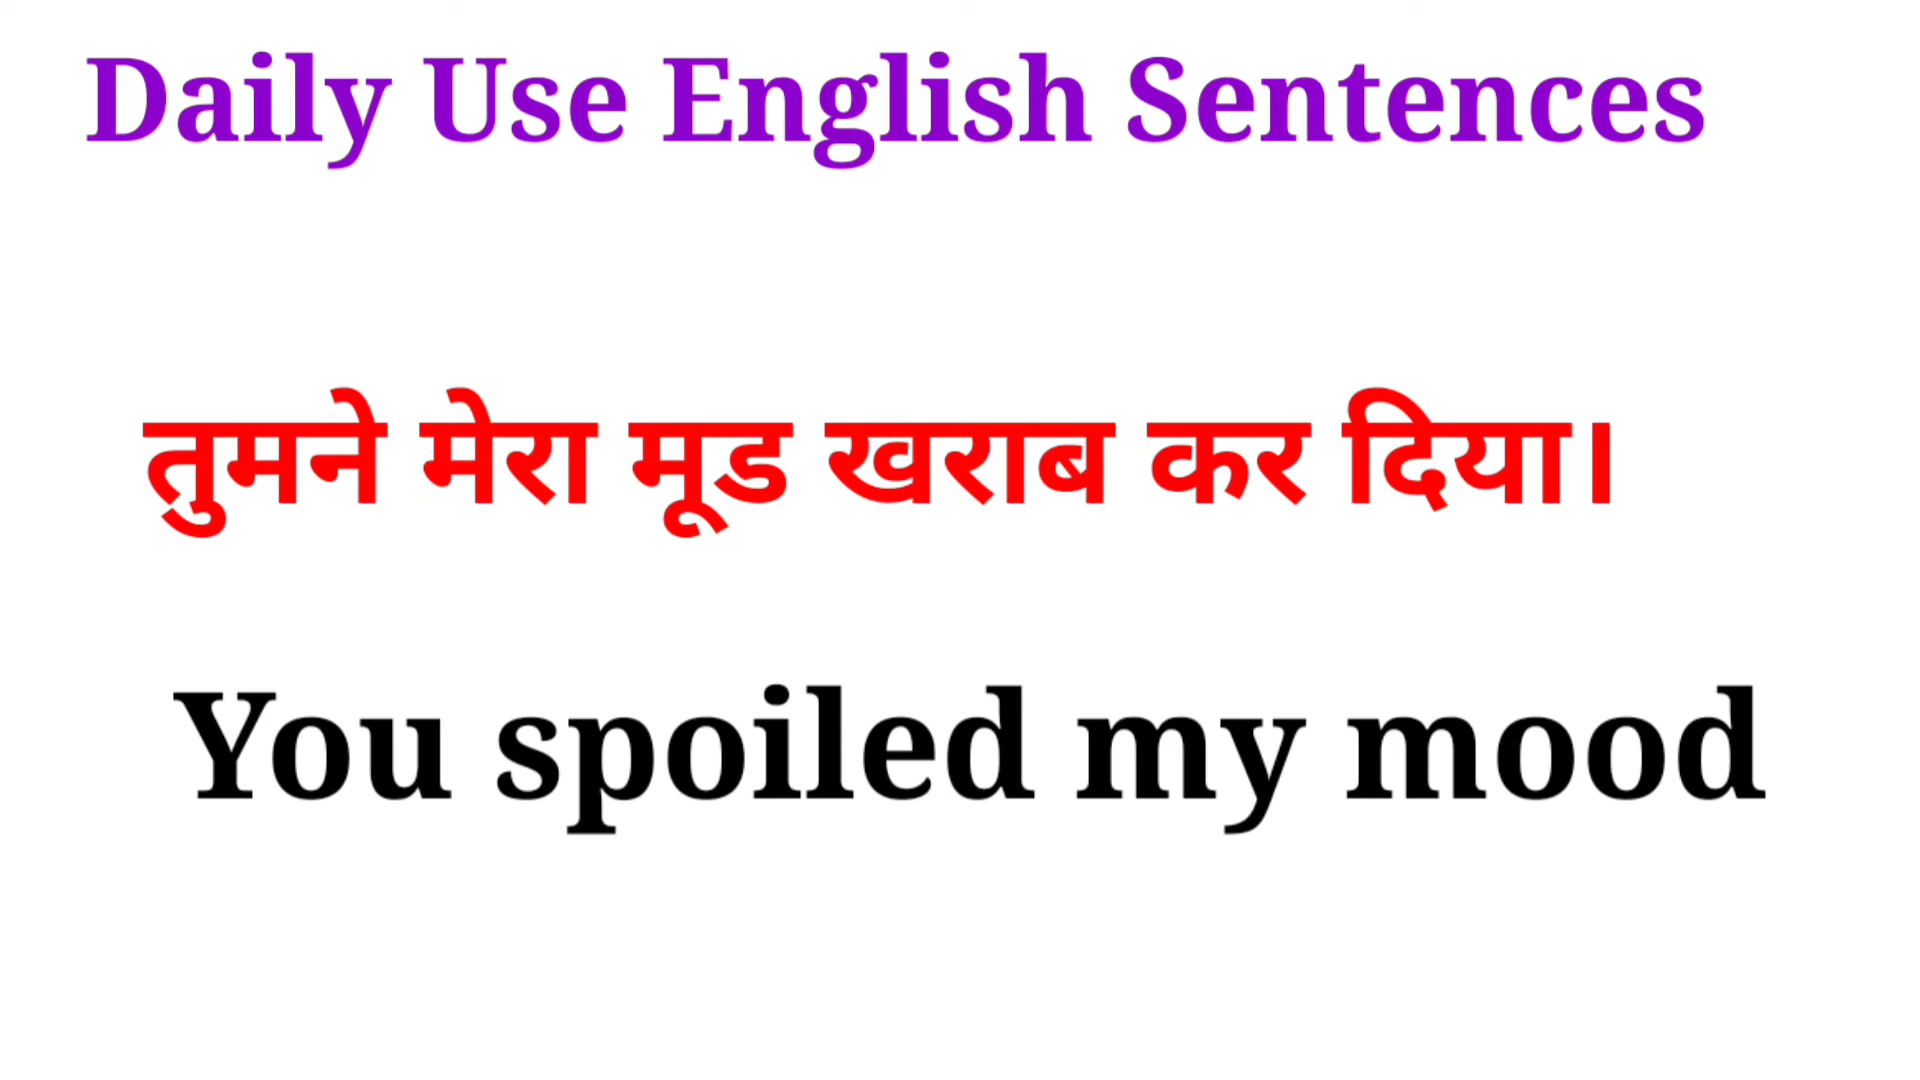 Daily Use English Sentences
तुमने मेरा मूड खराब कर दिया।
You spoiled my mood